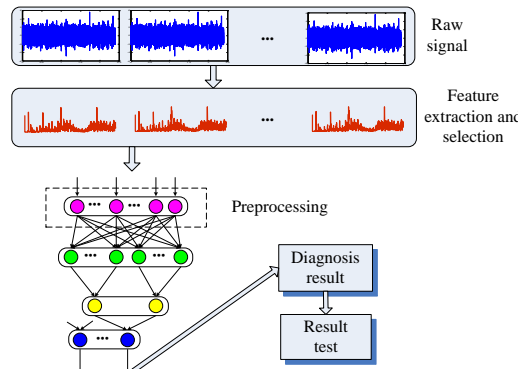 Raw
signal
Feature
extraction and
selection
Preprocessing
Diagnosis
result
Result
test